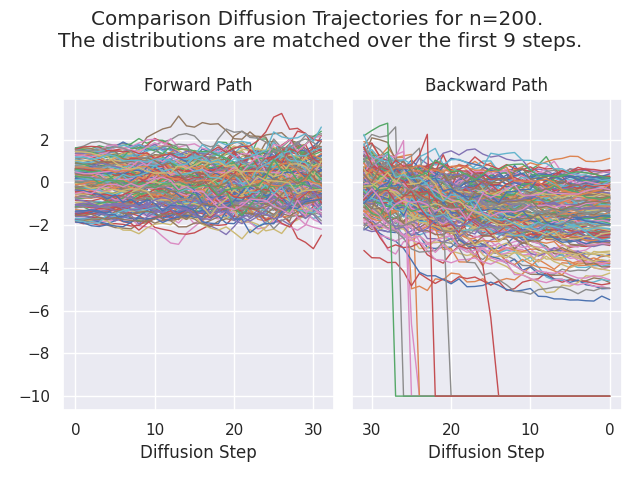 Comparison Diffusion Trajectories for n=200.
The distributions are matched over the first 9 steps.
Forward Path
Backward Path
2
0
−2
−4
−6
−8
−10
0 10 20 30
30 20 10 0
Diffusion Step
Diffusion Step